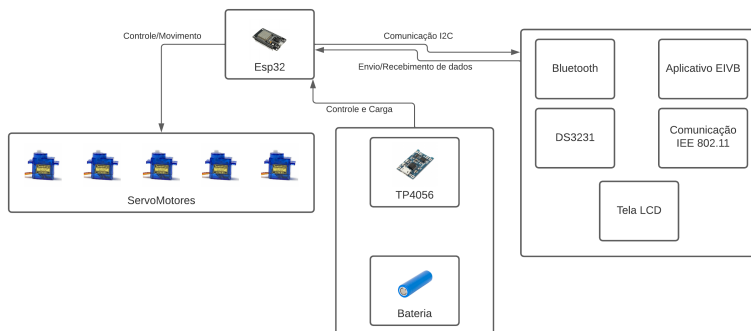 Controle/Movimento
Esp32
Comunicação I2C
Envio/Recebimento de dados
Controle e Carga
Bluetooth
Aplicativo EIVB
DS3231
Comunicação
IEE 802.11
Tela LCD
ServoMotores
TP4056
Bateria